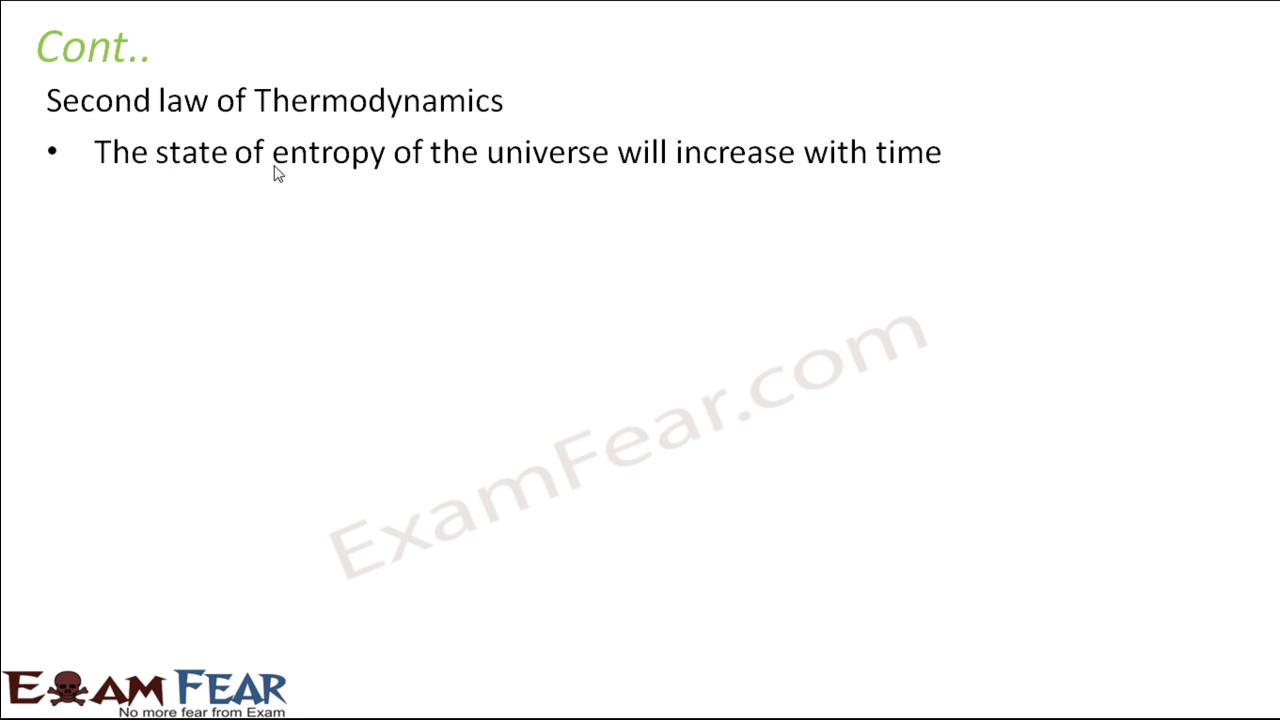 Cont..
Second law of Thermodynamics
• The state of entropy of the universe will increase with time
ExamFear.com
EXAM FEAR
No more fear from Exam